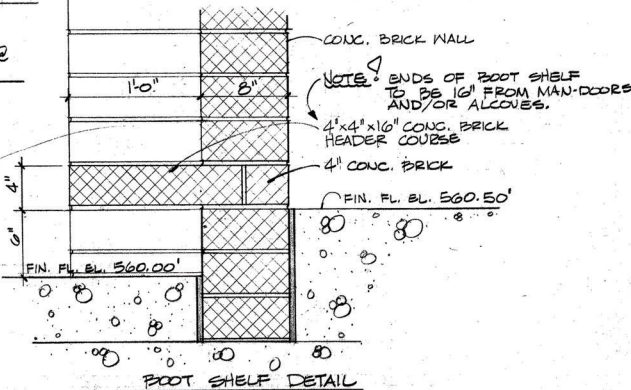 @
CONC. BRICK WALL
1'-0"
8"
NOTE! ENDS OF BOOT SHELF
TO BE 16" FROM MAN-DOORS
AND/OR ALCOVES.
4"x4"x16" CONC. BRICK
HEADER COURSE
4" CONC. BRICK
4"
FIN. FL. EL. 560.50'
6"
FIN. FL. EL. 560.00'
BOOT SHELF DETAIL